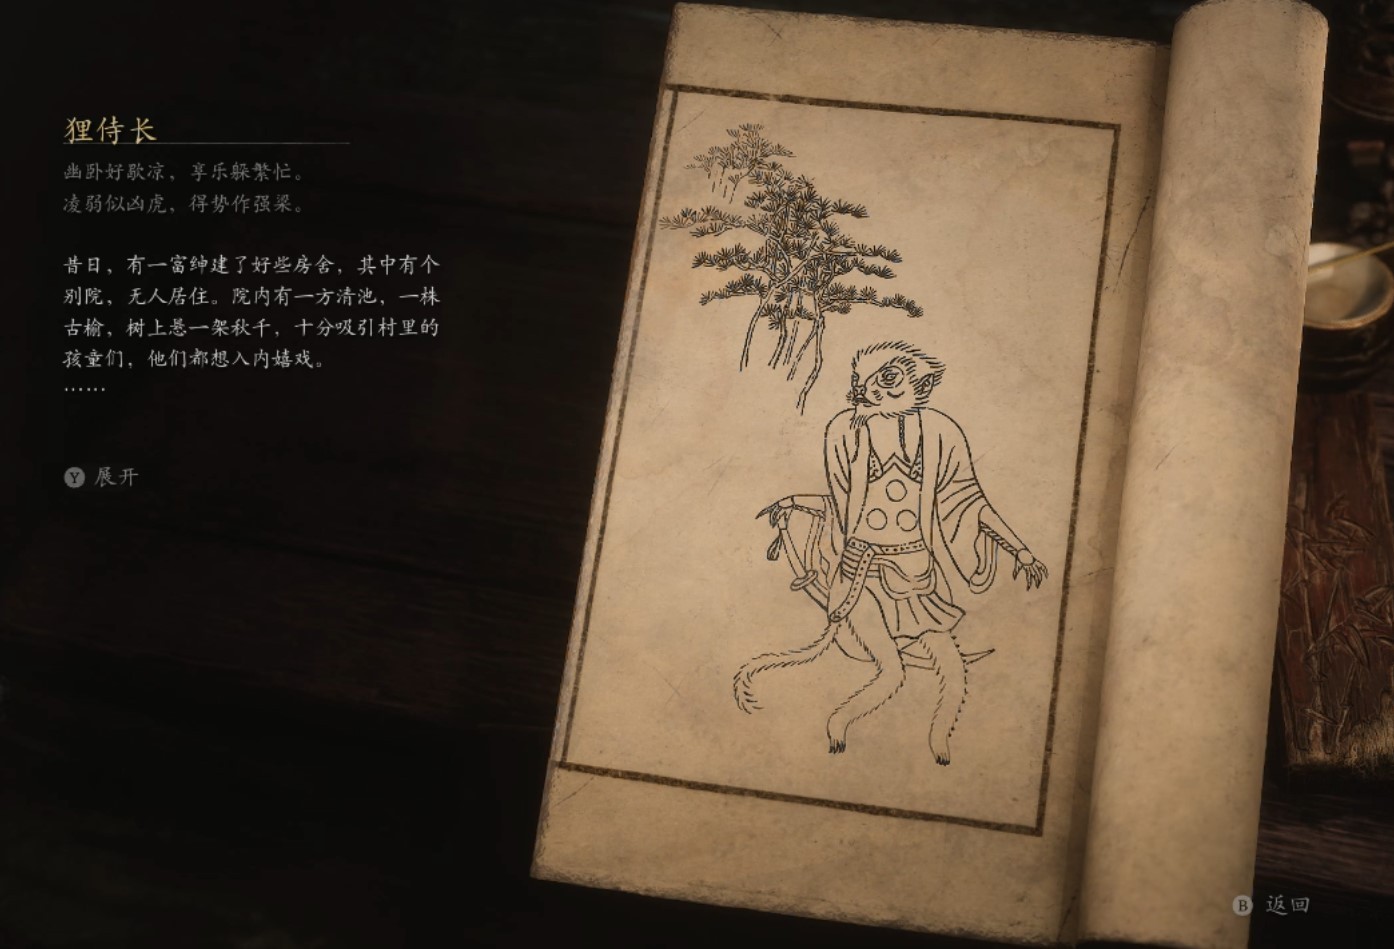 狸侍长
幽卧好歇凉，享乐躲繁忙。
凌弱似凶虎，得势作强梁。
昔日，有一富绅建了好些房舍，其中有个
别院，无人居住。院内有一方清池，一株
古榆，树上悬一架秋千，十分吸引村里的
孩童们，他们都想入内嬉戏。
……
Y 展开
B 返回